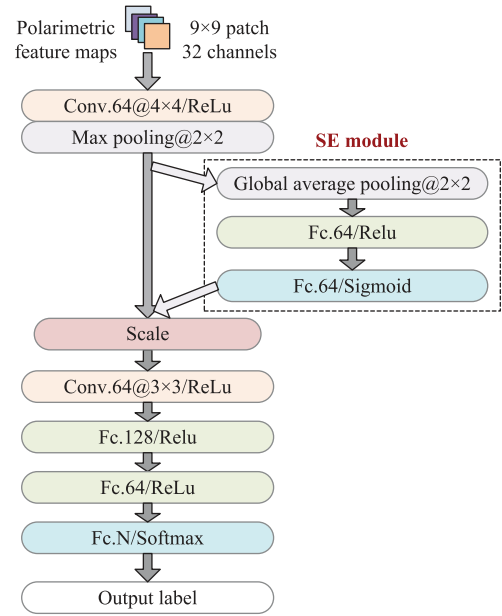 Polarimetric
feature maps
9×9 patch
32 channels
Conv.64@4×4/ReLu
Max pooling@2×2
SE module
Global average pooling@2×2
Fc.64/Relu
Fc.64/Sigmoid
Scale
Conv.64@3×3/ReLu
Fc.128/Relu
Fc.64/ReLu
Fc.N/Softmax
Output label